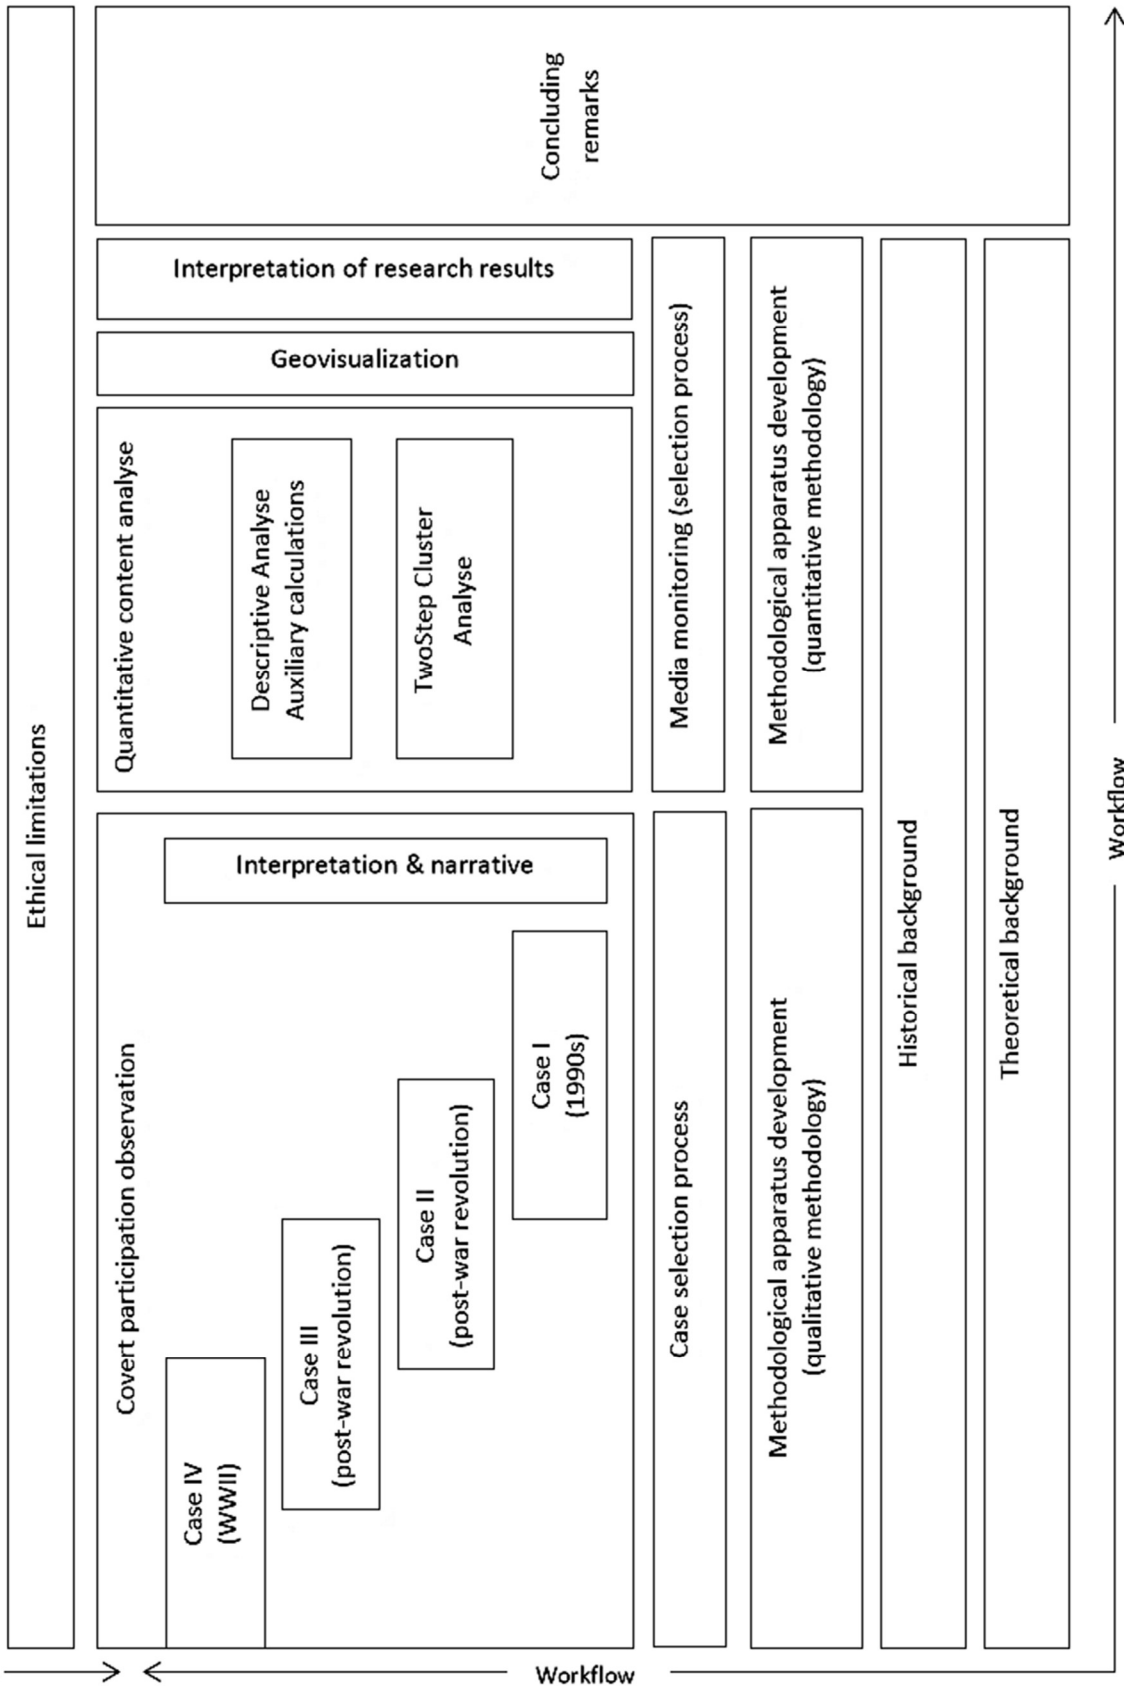 Ethical limitations
Covert participation observation
Case IV
(WWII)
Case III
(post-war revolution)
Case II
(post-war revolution)
Case I
(1990s)
Interpretation & narrative
Quantitative content analyse
Descriptive Analyse
Auxiliary calculations
TwoStep Cluster
Analyse
Geovisualization
Interpretation of research results
Concluding
remarks
Case selection process
Media monitoring (selection process)
Methodological apparatus development
(qualitative methodology)
Methodological apparatus development
(quantitative methodology)
Historical background
Theoretical background
Workflow
Workflow